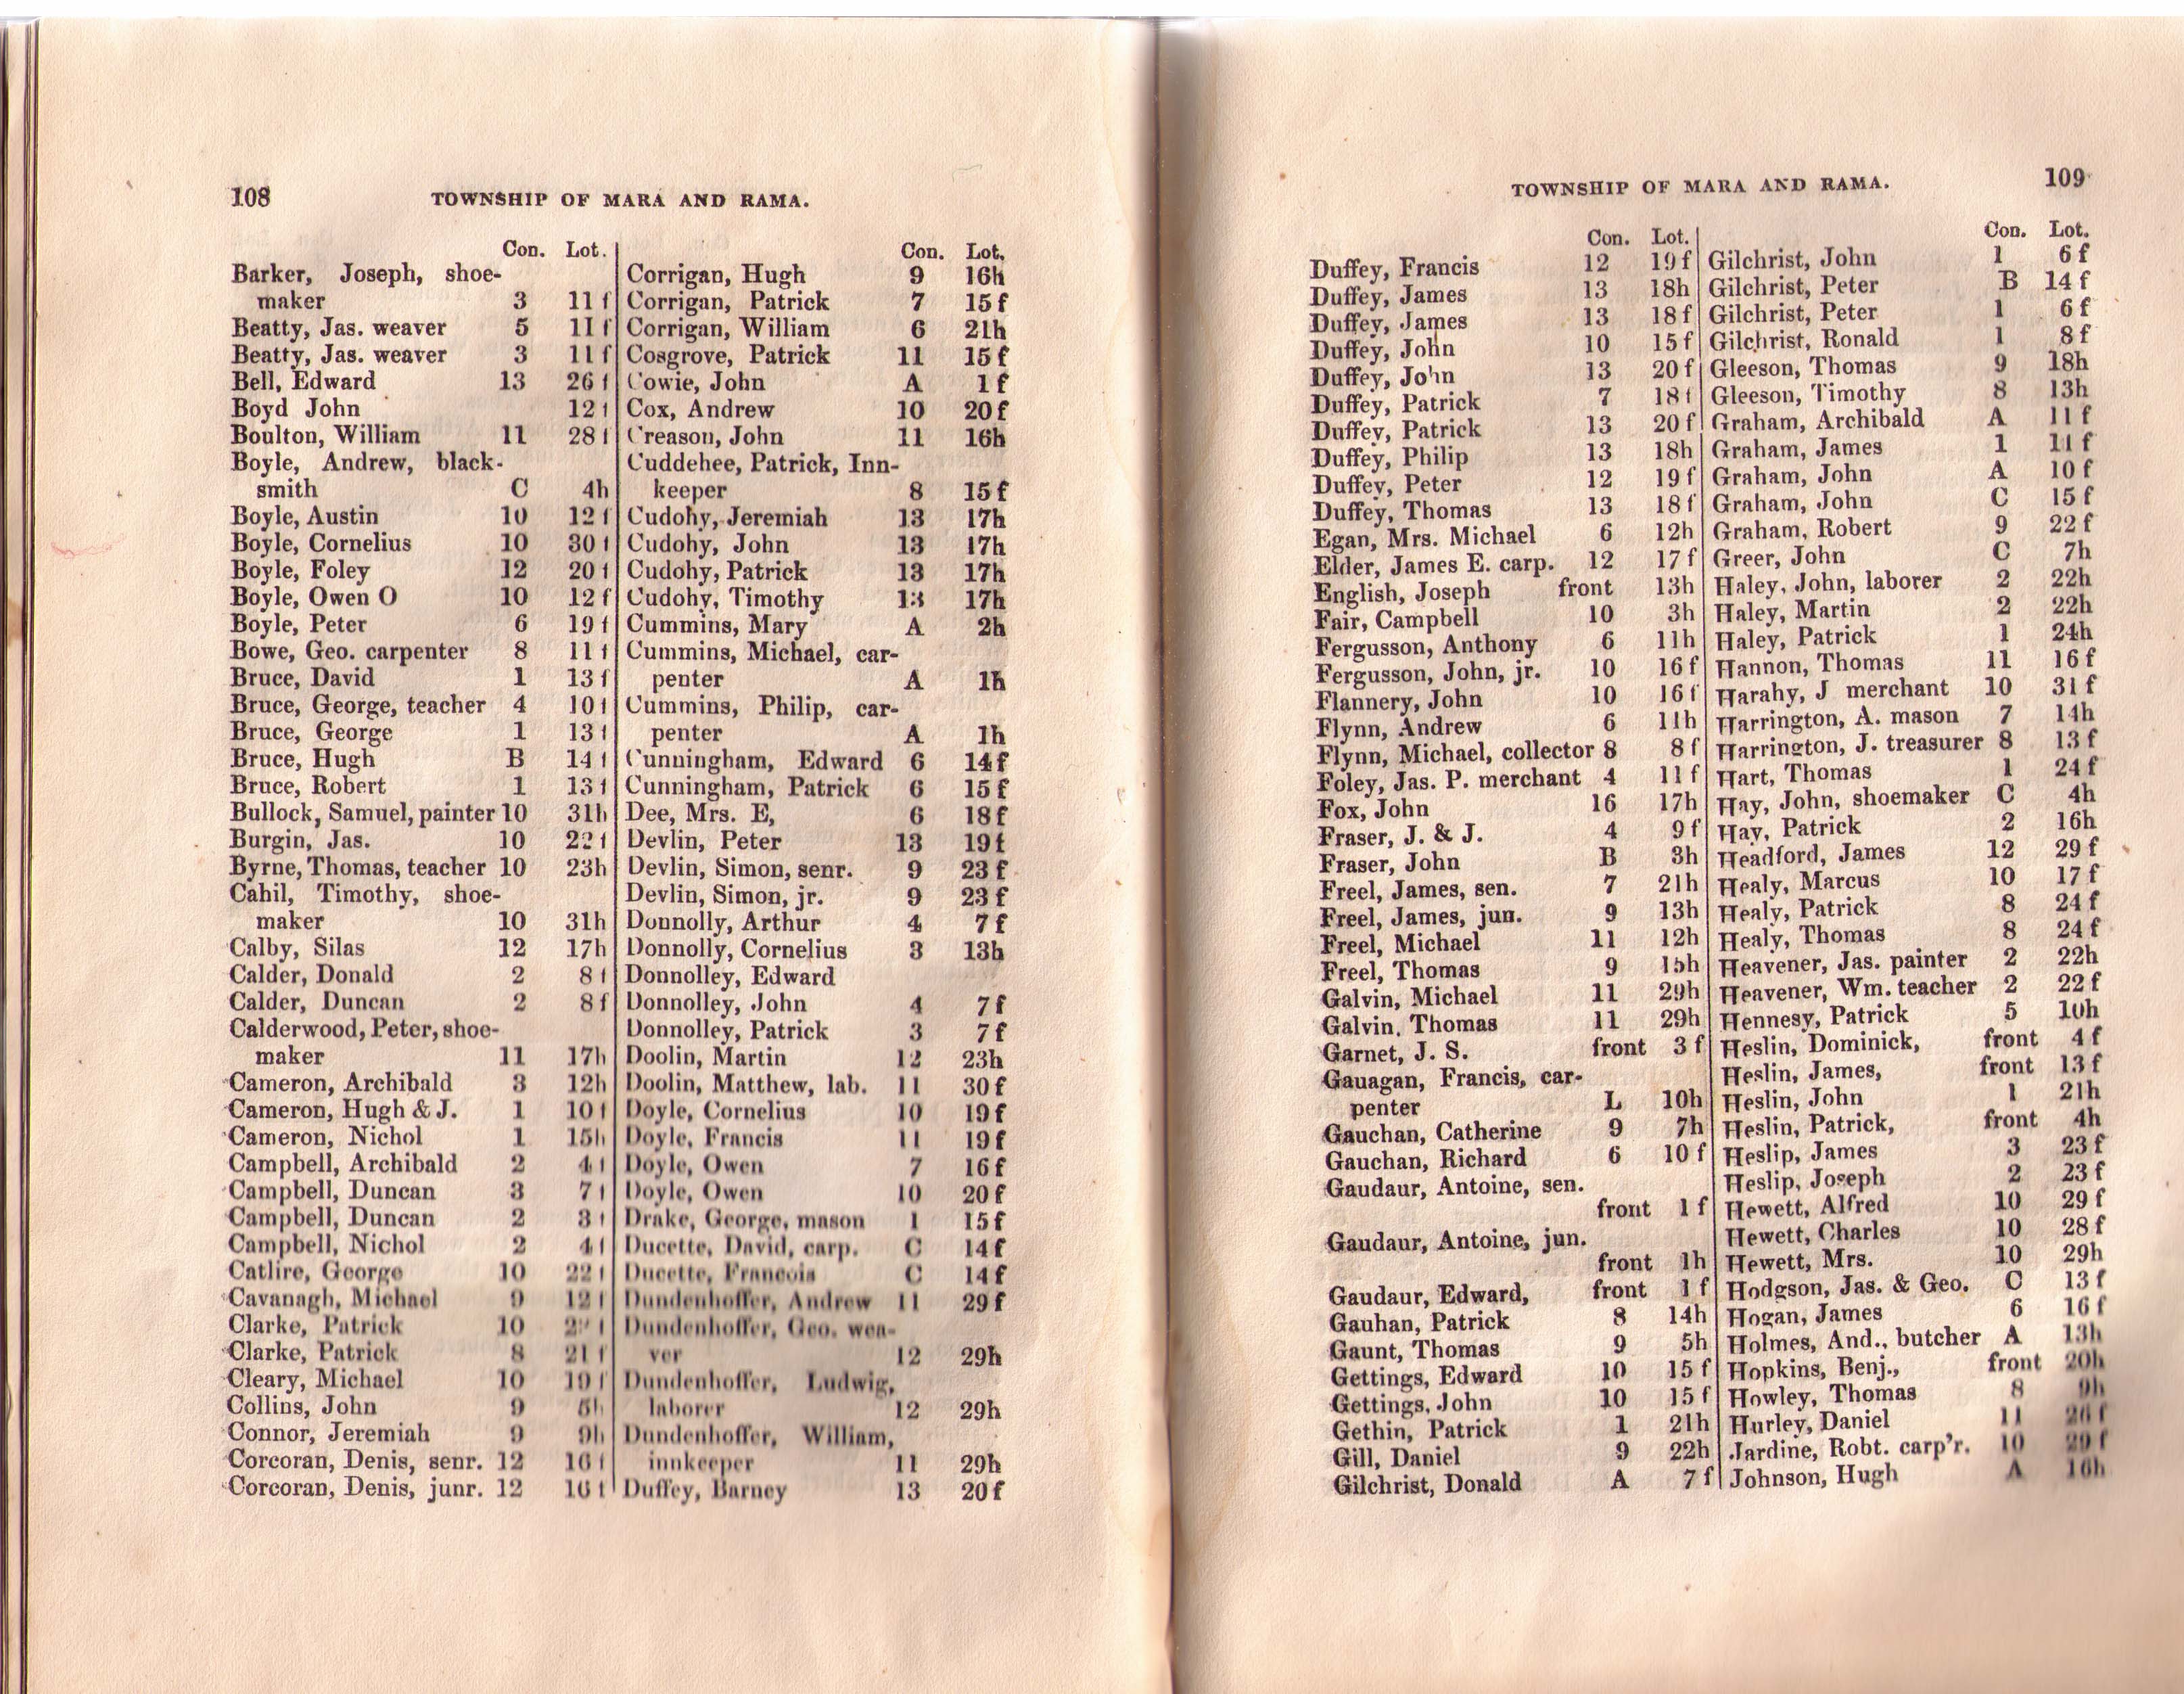 108
TOWNSHIP OF MARA AND RAMA.
Con. Lot.
Barker, Joseph, shoe-
maker 3 11 f
Beatty, Jas. weaver 5 11 f
Beatty, Jas. weaver 3 11 f
Bell, Edward 13 26 f
Boyd John 12 f
Boulton, William 11 28 f
Boyle, Andrew, black-
smith C 4h
Boyle, Austin 10 12 f
Boyle, Cornelius 10 30 f
Boyle, Foley 12 20 f
Boyle, Owen O 10 12 f
Boyle, Peter 6 19 f
Bowe, Geo. carpenter 8 11 f
Bruce, David 1 13 f
Bruce, George, teacher 4 10 f
Bruce, George 1 13 f
Bruce, Hugh B 14 f
Bruce, Robert 1 13 f
Bullock, Samuel, painter 10 31h
Burgin, Jas. 10 22 f
Byrne, Thomas, teacher 10 23h
Cahil, Timothy, shoe-
maker 10 31h
Calby, Silas 12 17h
Calder, Donald 2 8 f
Calder, Duncan 2 8 f
Calderwood, Peter, shoe-
maker 11 17h
Cameron, Archibald 3 12h
Cameron, Hugh & J. 1 10 f
Cameron, Nichol 1 15h
Campbell, Archibald 2 4 f
Campbell, Duncan 3 7 f
Campbell, Duncan 2 3 f
Campbell, Nichol 2 4 f
Catlire, George 10 22 f
Cavanagh, Michael 9 12 f
Clarke, Patrick 10
Clarke, Patrick 8 21 f
Cleary, Michael 10 19 f
Collins, John 9 5h
Connor, Jeremiah 9 9h
Corcoran, Denis, senr. 12 16 f
Corcoran, Denis, junr. 12 16 f
Con. Lot.
Corrigan, Hugh 9 16h
Corrigan, Patrick 7 15 f
Corrigan, William 6 21h
Cosgrove, Patrick 11 15 f
Cowie, John A 1 f
Cox, Andrew 10 20 f
Creason, John 11 16h
Cuddehee, Patrick, Inn-
keeper 8 15 f
Cudohy, Jeremiah 13 17h
Cudohy, John 13 17h
Cudohy, Patrick 13 17h
Cudohy, Timothy 13 17h
Cummins, Mary A 2h
Cummins, Michael, car-
penter A 1h
Cummins, Philip, car-
penter A 1h
Cunningham, Edward 6 14 f
Cunningham, Patrick 6 15 f
Dee, Mrs. E, 6 18 f
Devlin, Peter 13 19 f
Devlin, Simon, senr. 9 23 f
Devlin, Simon, jr. 9 23 f
Donnolly, Arthur 4 7 f
Donnolly, Cornelius 3 13h
Donnolley, Edward
Donnolley, John 4 7 f
Donnolley, Patrick 3 7 f
Doolin, Martin 12 23h
Doolin, Matthew, lab. 11 30 f
Doyle, Cornelius 10 19 f
Doyle, Francis 11 19 f
Doyle, Owen 7 16 f
Doyle, Owen 10 20 f
Drake, George, mason 1 15 f
Ducette, David, carp. C 14 f
Ducette, Francois C 14 f
Dundenhoffer, Andrew 11 29 f
Dundenhoffer, Geo. wea-
ver 12 29h
Dundenhoffer, Ludwig,
laborer 12 29h
Dundenhoffer, William,
innkeeper 11 29h
Duffey, Barney 13 20 f
TOWNSHIP OF MARA AND RAMA.
109
Con. Lot.
Duffey, Francis 12 19 f
Duffey, James 13 18h
Duffey, James 13 18 f
Duffey, John 10 15 f
Duffey, John 13 20 f
Duffey, Patrick 7 18 f
Duffey, Patrick 13 20 f
Duffey, Philip 13 18h
Duffey, Peter 12 19 f
Duffey, Thomas 13 18 f
Egan, Mrs. Michael 6 12h
Elder, James E. carp. 12 17 f
English, Joseph front 13h
Fair, Campbell 10 3h
Fergusson, Anthony 6 11h
Fergusson, John, jr. 10 16 f
Flannery, John 10 16 f
Flynn, Andrew 6 11h
Flynn, Michael, collector 8 8 f
Foley, Jas. P. merchant 4 11 f
Fox, John 16 17h
Fraser, J. & J. 4 9 f
Fraser, John B 3h
Freel, James, sen. 7 21h
Freel, James, jun. 9 13h
Freel, Michael 11 12h
Freel, Thomas 9 15h
Galvin, Michael 11 29h
Galvin, Thomas 11 29h
Garnet, J. S. front 3 f
Gauagan, Francis, car-
penter L 10h
Gauchan, Catherine 9 7h
Gauchan, Richard 6 10 f
Gaudaur, Antoine, sen.
front 1 f
Gaudaur, Antoine, jun.
front 1h
Gaudaur, Edward, front 1 f
Gauhan, Patrick 8 14h
Gaunt, Thomas 9 5h
Gettings, Edward 10 15 f
Gettings, John 10 15 f
Gethin, Patrick 1 21h
Gill, Daniel 9 22h
Gilchrist, Donald A 7 f
Con. Lot.
Gilchrist, John 1 6 f
Gilchrist, Peter B 14 f
Gilchrist, Peter 1 6 f
Gilchrist, Ronald 1 8 f
Gleeson, Thomas 9 18h
Gleeson, Timothy 8 13h
Graham, Archibald A 11 f
Graham, James 1 11 f
Graham, John A 10 f
Graham, John C 15 f
Graham, Robert 9 22 f
Greer, John C 7h
Haley, John, laborer 2 22h
Haley, Martin 2 22h
Haley, Patrick 1 24h
Hannon, Thomas 11 16 f
Harahy, J merchant 10 31 f
Harrington, A. mason 7 14h
Harrington, J. treasurer 8 13 f
Hart, Thomas 1 24 f
Hay, John, shoemaker C 4h
Hay, Patrick 2 16h
Headford, James 12 29 f
Healy, Marcus 10 17 f
Healy, Patrick 8 24 f
Healy, Thomas 8 24 f
Heavener, Jas. painter 2 22h
Heavener, Wm. teacher 2 22 f
Hennesy, Patrick 5 10h
Heslin, Dominick, front 4 f
Heslin, James, front 13 f
Heslin, John 1 21h
Heslin, Patrick, front 4h
Heslip, James 3 23 f
Heslip, Joseph 2 23 f
Hewett, Alfred 10 29 f
Hewett, Charles 10 28 f
Hewett, Mrs. 10 29h
Hodgson, Jas. & Geo. C 13 f
Hogan, James 6 16 f
Holmes, And., butcher A 13h
Hopkins, Benj., front 20h
Howley, Thomas 8 9h
Hurley, Daniel 11 26 f
Jardine, Robt. carp'r. 10 29 f
Johnson, Hugh A 16h